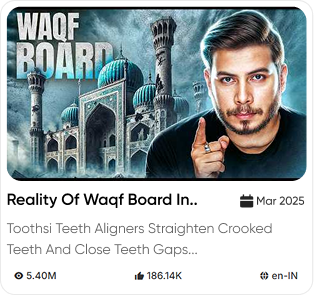 WAQF
BOARD
Reality Of Waqf Board In..
Mar 2025
Toothsi Teeth Aligners Straighten Crooked
Teeth And Close Teeth Gaps...
5.40M
186.14K
en-IN